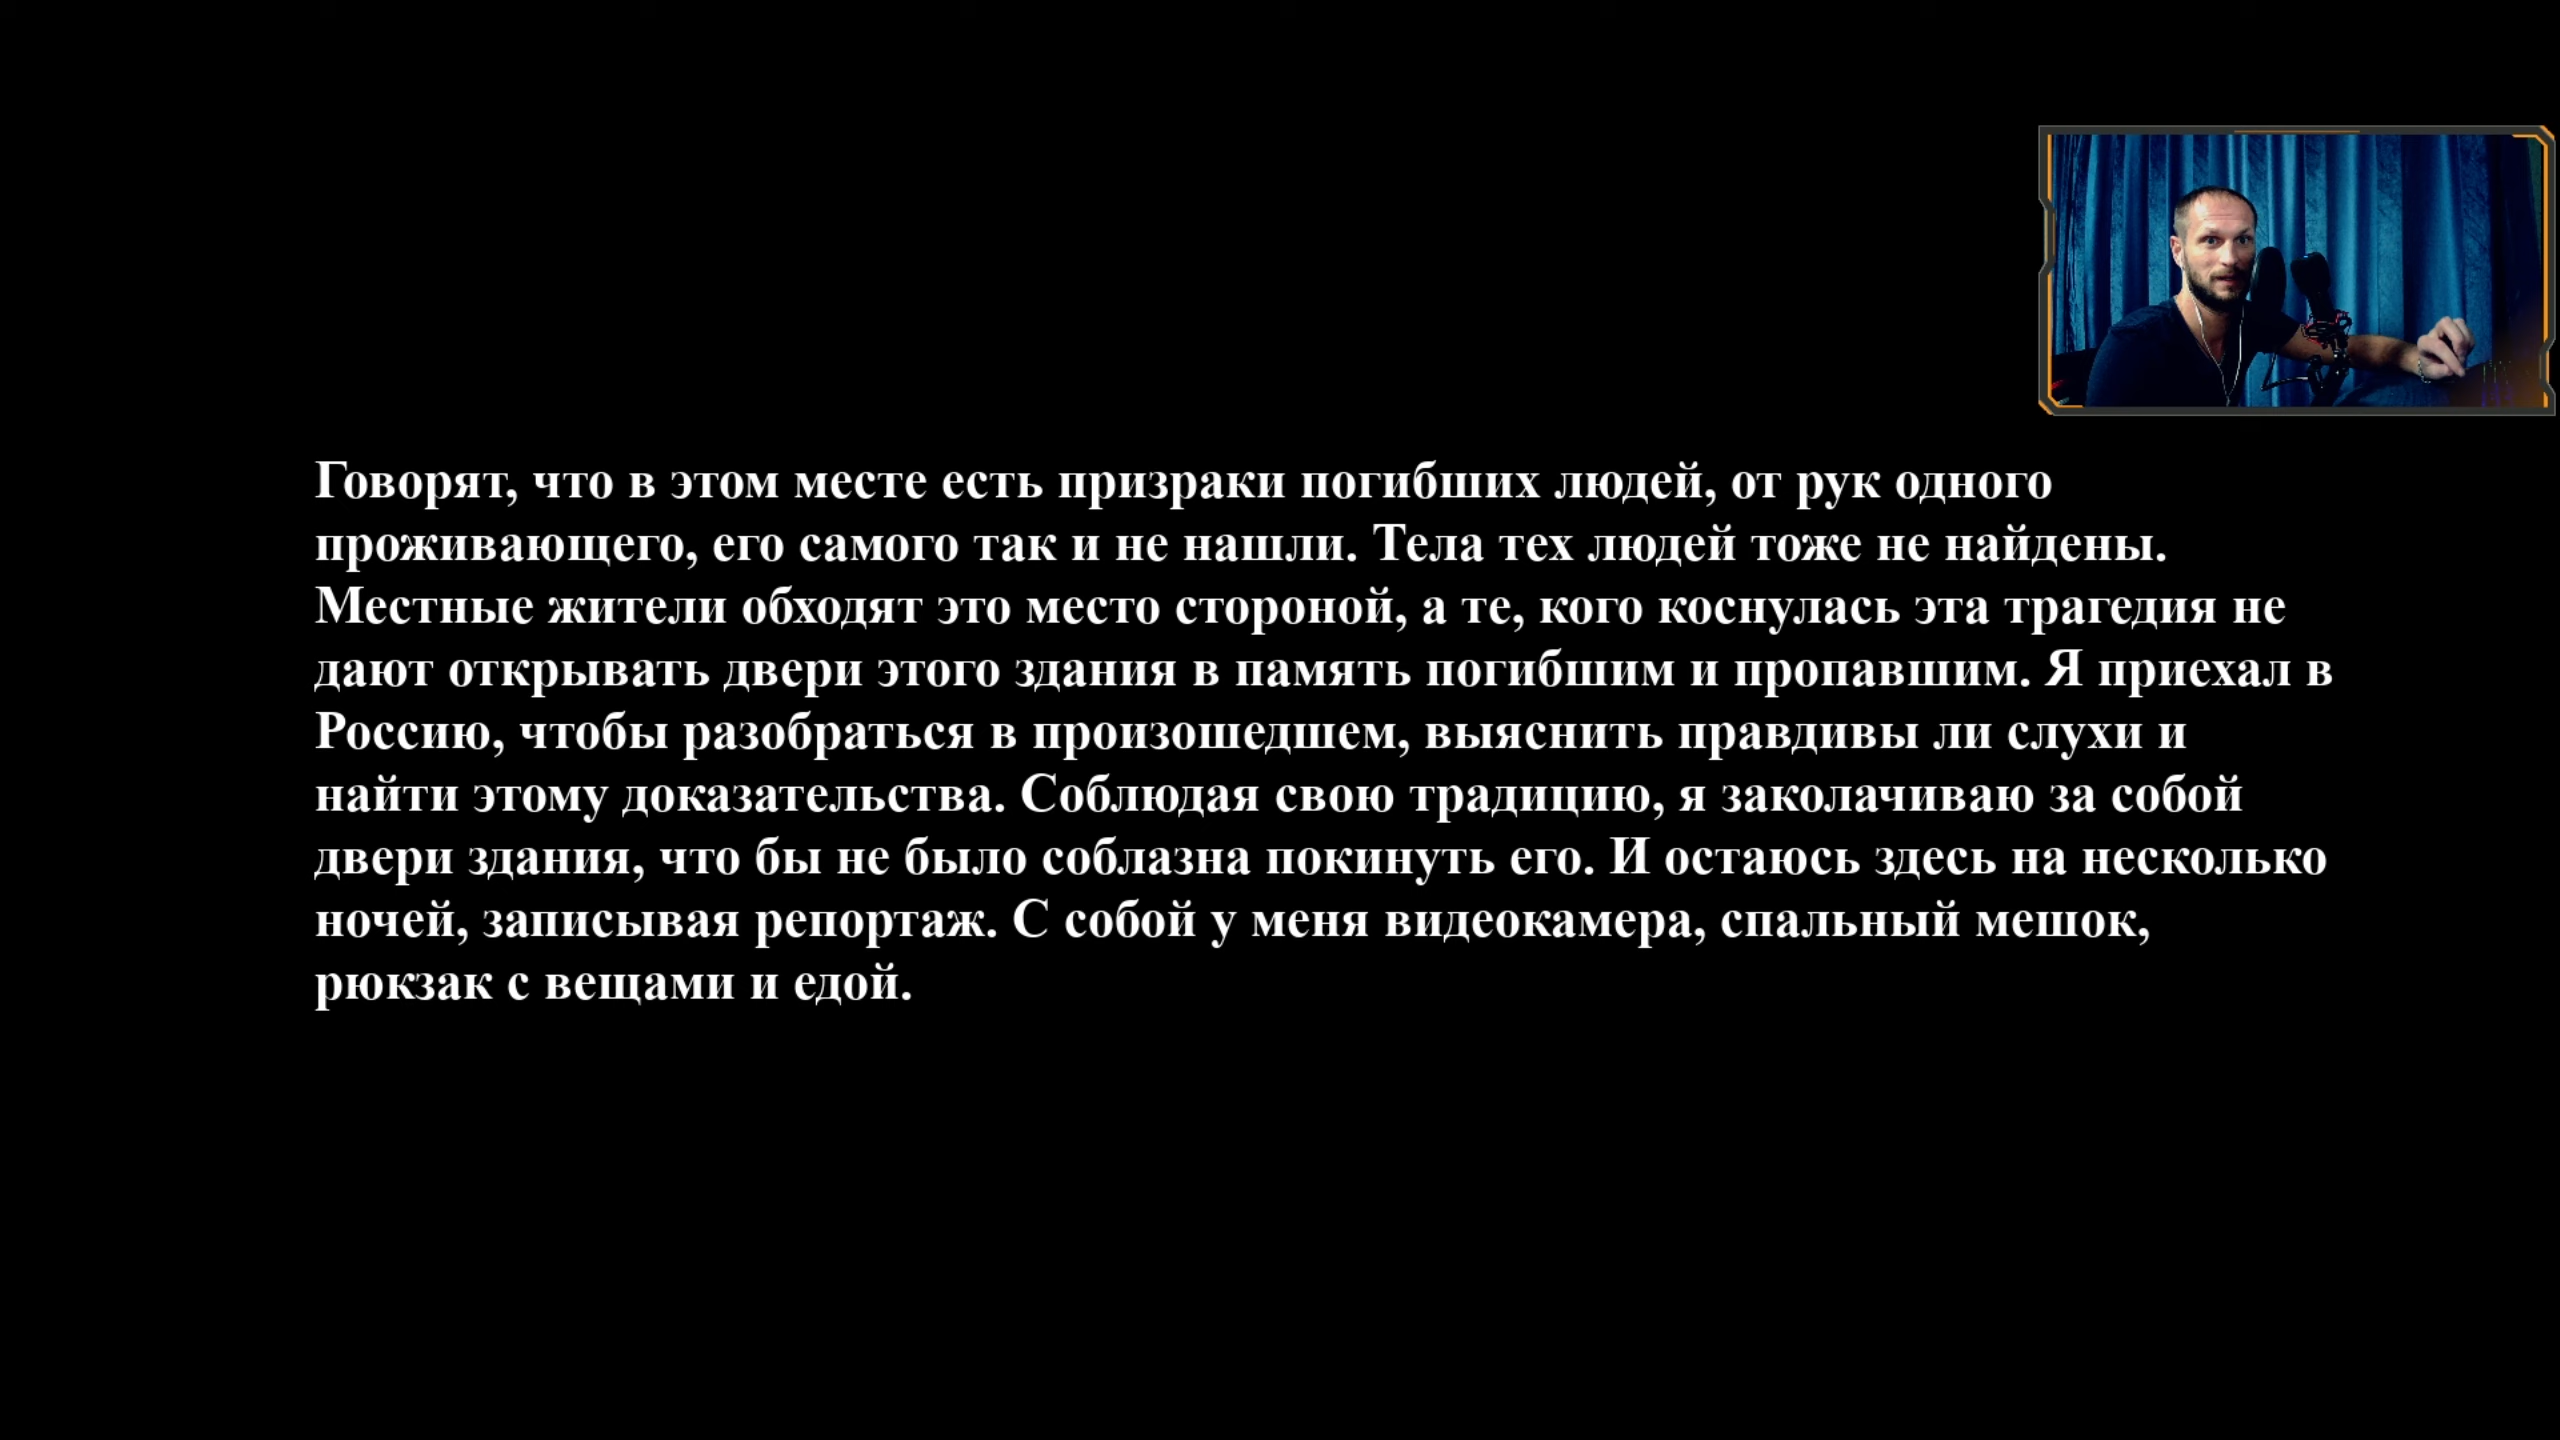 Говорят, что в этом месте есть призраки погибших людей, от рук одного
проживающего, его самого так и не нашли. Тела тех людей тоже не найдены.
Местные жители обходят это место стороной, а те, кого коснулась эта трагедия не
дают открывать двери этого здания в память погибшим и пропавшим. Я приехал в
Россию, чтобы разобраться в произошедшем, выяснить правдивы ли слухи и
найти этому доказательства. Соблюдая свою традицию, я заколачиваю за собой
двери здания, что бы не было соблазна покинуть его. И остаюсь здесь на несколько
ночей, записывая репортаж. С собой у меня видеокамера, спальный мешок,
рюкзак с вещами и едой.